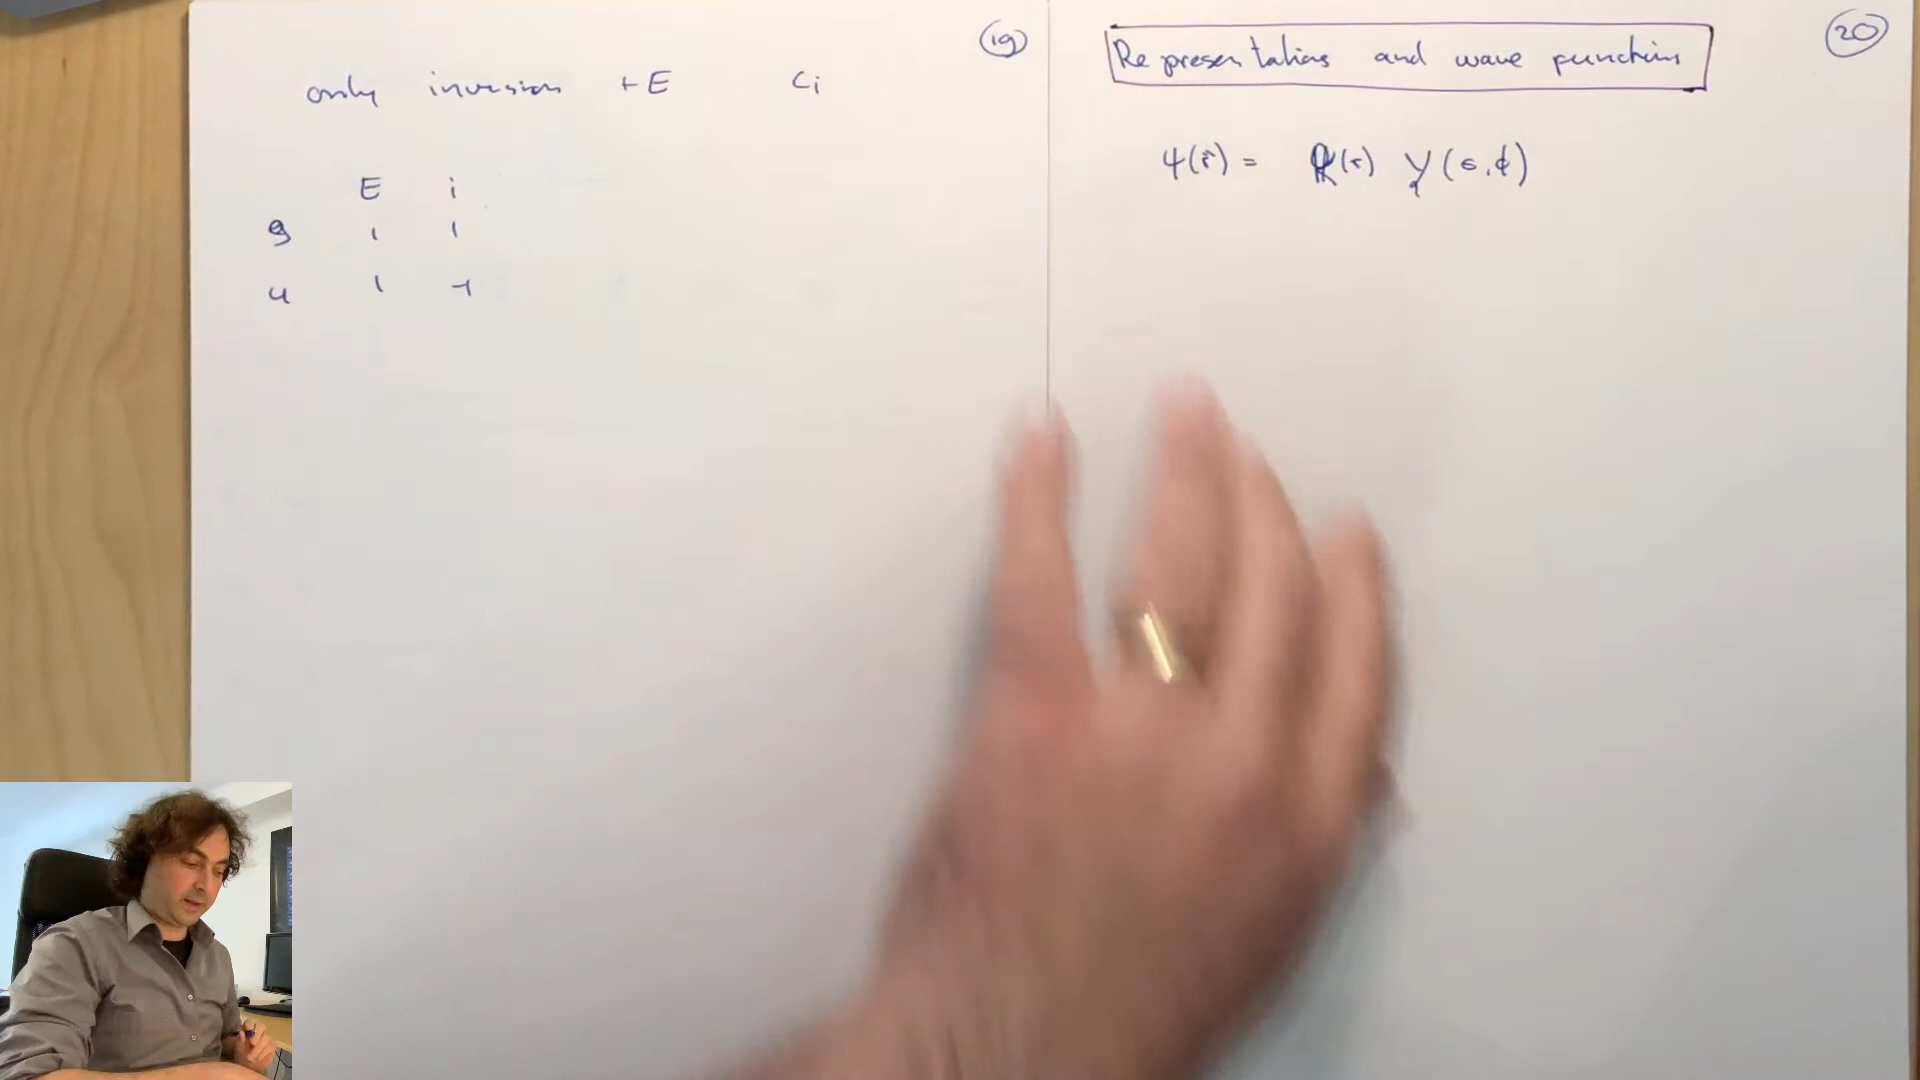 19
only inversion + E Ci
E i
g 1 1
u 1 -1
20
Representations and wave functions
ψ(r⃗) = R(r) Y(θ,ϕ)